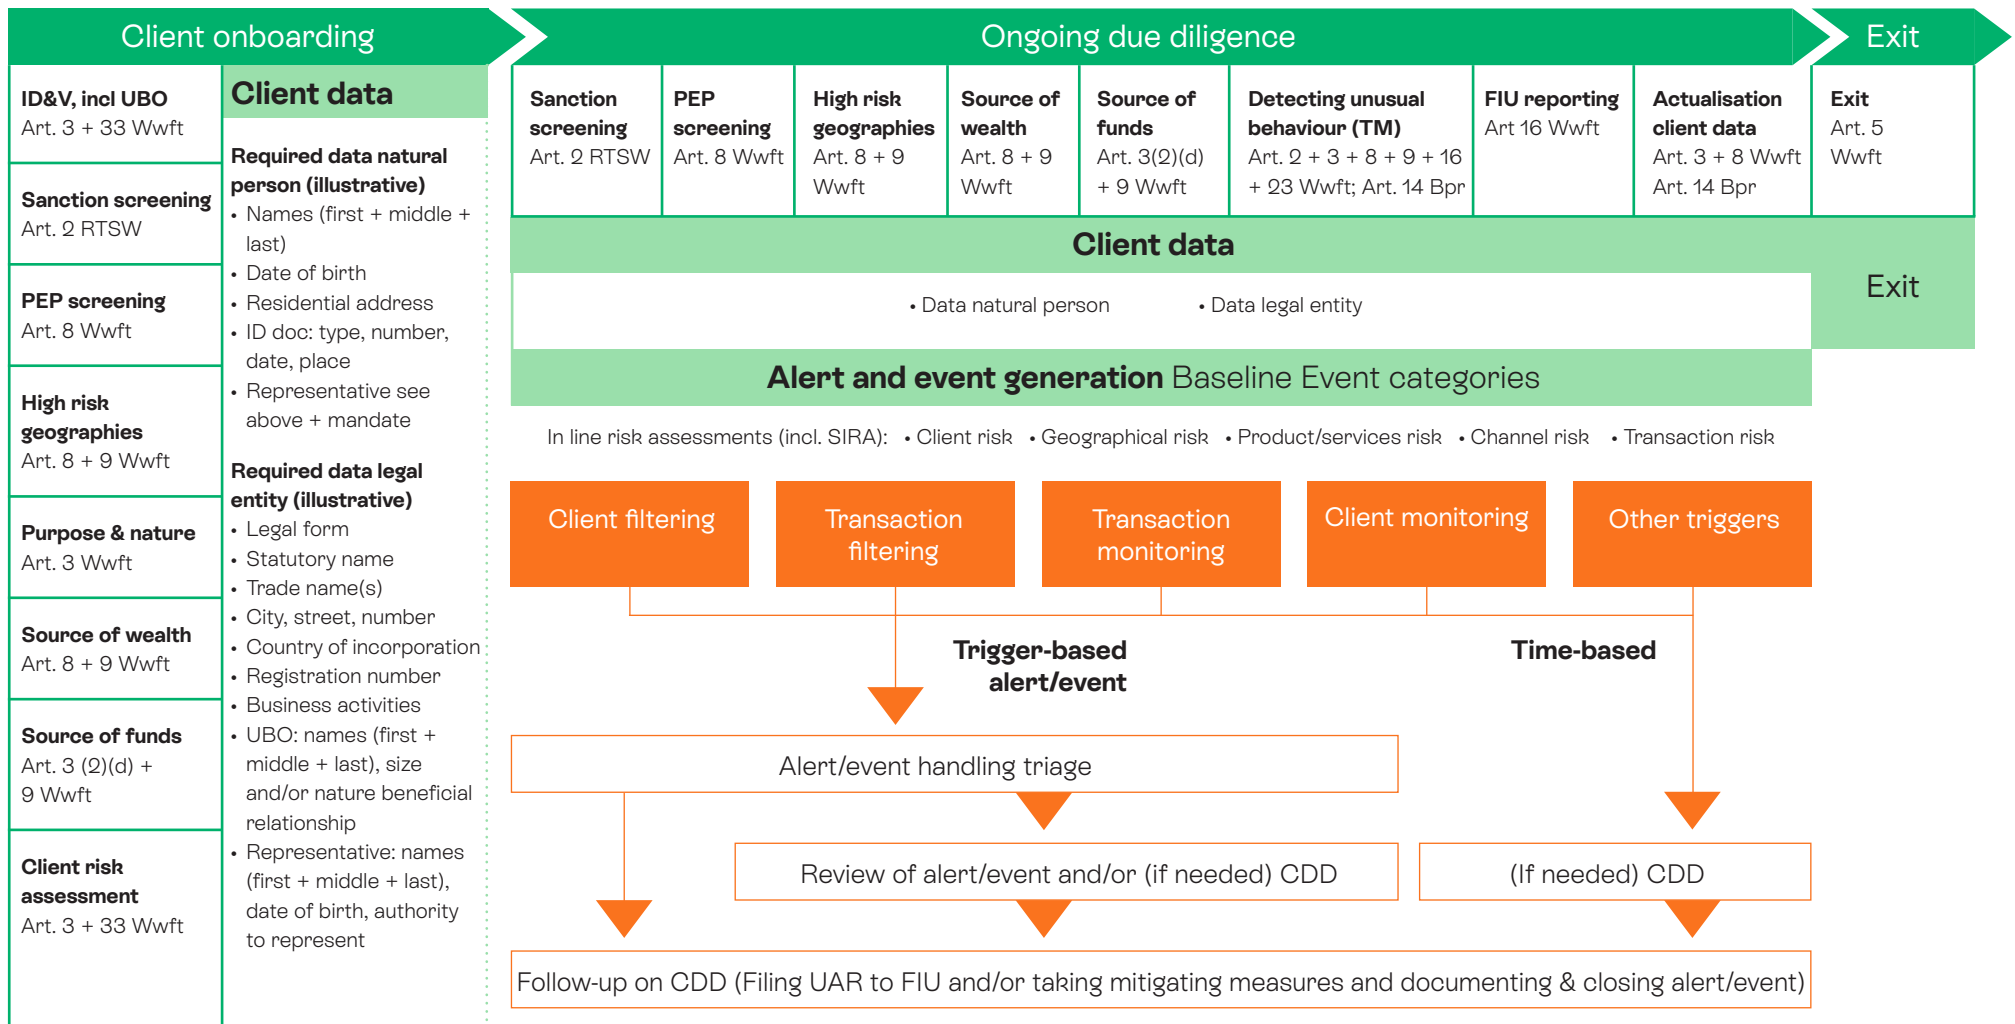 Client onboarding
ID&V, incl UBO
Art. 3 + 33 Wwft
Sanction screening
Art. 2 RTSW
PEP screening
Art. 8 Wwft
High risk
geographies
Art. 8 + 9 Wwft
Purpose & nature
Art. 3 Wwft
Source of wealth
Art. 8 + 9 Wwft
Source of funds
Art. 3 (2)(d) +
9 Wwft
Client risk
assessment
Art. 3 + 33 Wwft
Client data
Required data natural
person (illustrative)
• Names (first + middle +
last)
• Date of birth
• Residential address
• ID doc: type, number,
date, place
• Representative see
above + mandate
Required data legal
entity (illustrative)
• Legal form
• Statutory name
• Trade name(s)
• City, street, number
• Country of incorporation
• Registration number
• Business activities
• UBO: names (first +
middle + last), size
and/or nature beneficial
relationship
• Representative: names
(first + middle + last),
date of birth, authority
to represent
Ongoing due diligence
Sanction
screening
Art. 2 RTSW
PEP
screening
Art. 8 Wwft
High risk
geographies
Art. 8 + 9
Wwft
Source of
wealth
Art. 8 + 9
Wwft
Source of
funds
Art. 3(2)(d)
+ 9 Wwft
Detecting unusual
behaviour (TM)
Art. 2 + 3 + 8 + 9 + 16
+ 23 Wwft; Art. 14 Bpr
FIU reporting
Art 16 Wwft
Actualisation
client data
Art. 3 + 8 Wwft
Art. 14 Bpr
Exit
Exit
Art. 5
Wwft
Client data
• Data natural person • Data legal entity
Exit
Alert and event generation Baseline Event categories
In line risk assessments (incl. SIRA): • Client risk • Geographical risk • Product/services risk • Channel risk • Transaction risk
Client filtering
Transaction
filtering
Transaction
monitoring
Client monitoring
Other triggers
Trigger-based
alert/event
Time-based
Alert/event handling triage
Review of alert/event and/or (if needed) CDD
(If needed) CDD
Follow-up on CDD (Filing UAR to FIU and/or taking mitigating measures and documenting & closing alert/event)